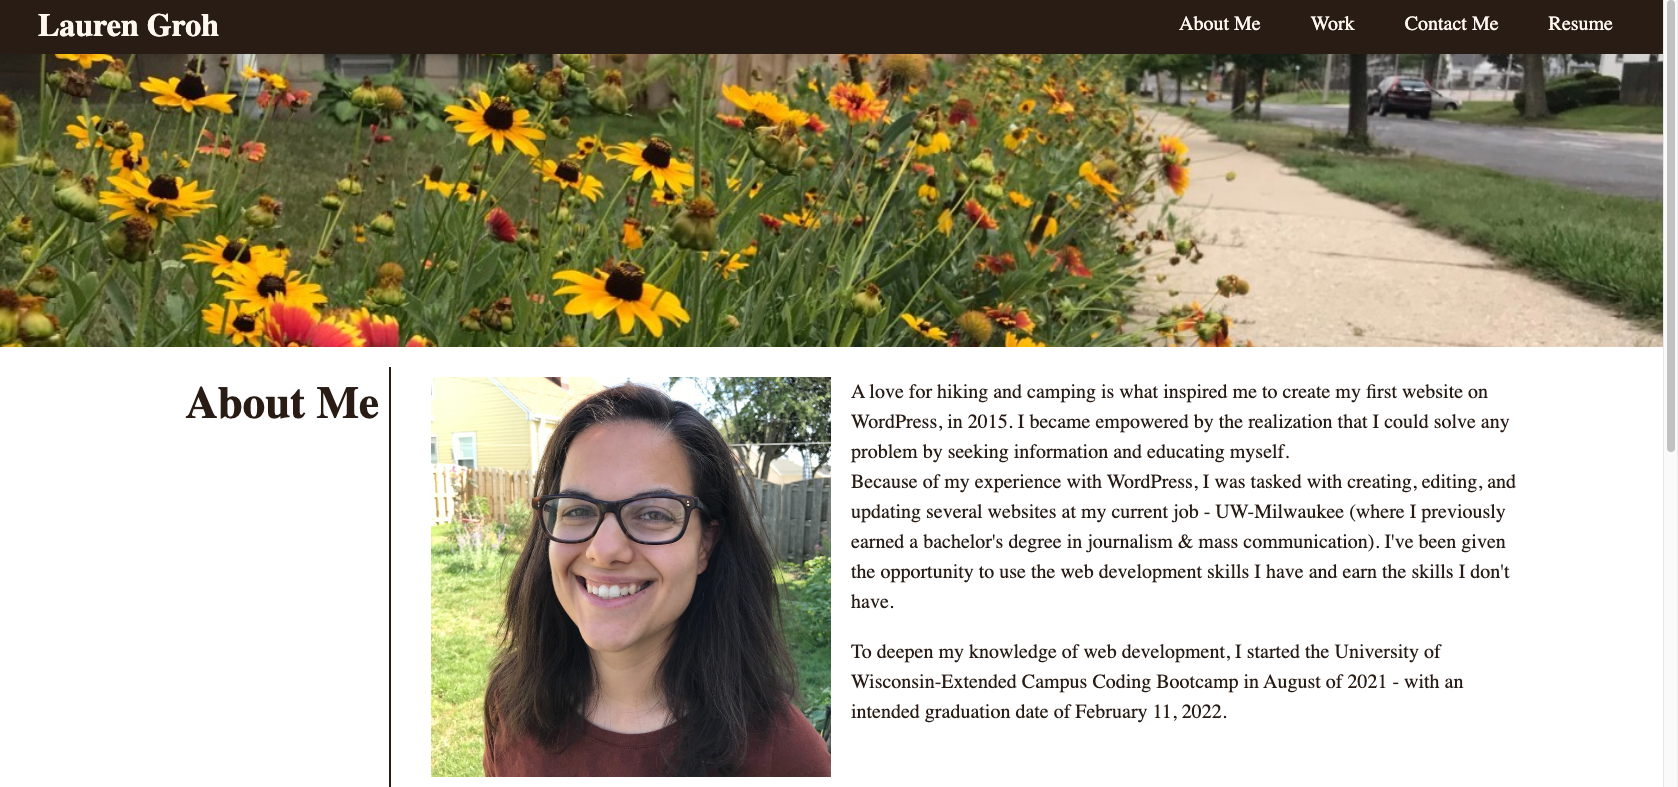 Lauren Groh
About Me
Work
Contact Me
Resume
About Me
A love for hiking and camping is what inspired me to create my first website on
WordPress, in 2015. I became empowered by the realization that I could solve any
problem by seeking information and educating myself.
Because of my experience with WordPress, I was tasked with creating, editing, and
updating several websites at my current job - UW-Milwaukee (where I previously
earned a bachelor's degree in journalism & mass communication). I've been given
the opportunity to use the web development skills I have and earn the skills I don't
have.
To deepen my knowledge of web development, I started the University of
Wisconsin-Extended Campus Coding Bootcamp in August of 2021 - with an
intended graduation date of February 11, 2022.